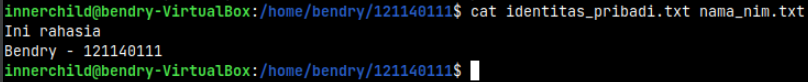 innerchild@bendry-VirtualBox:/home/bendry/121140111$ cat identitas_pribadi.txt nama_nim.txt
Ini rahasia
Bendry - 121140111
innerchild@bendry-VirtualBox:/home/bendry/121140111$